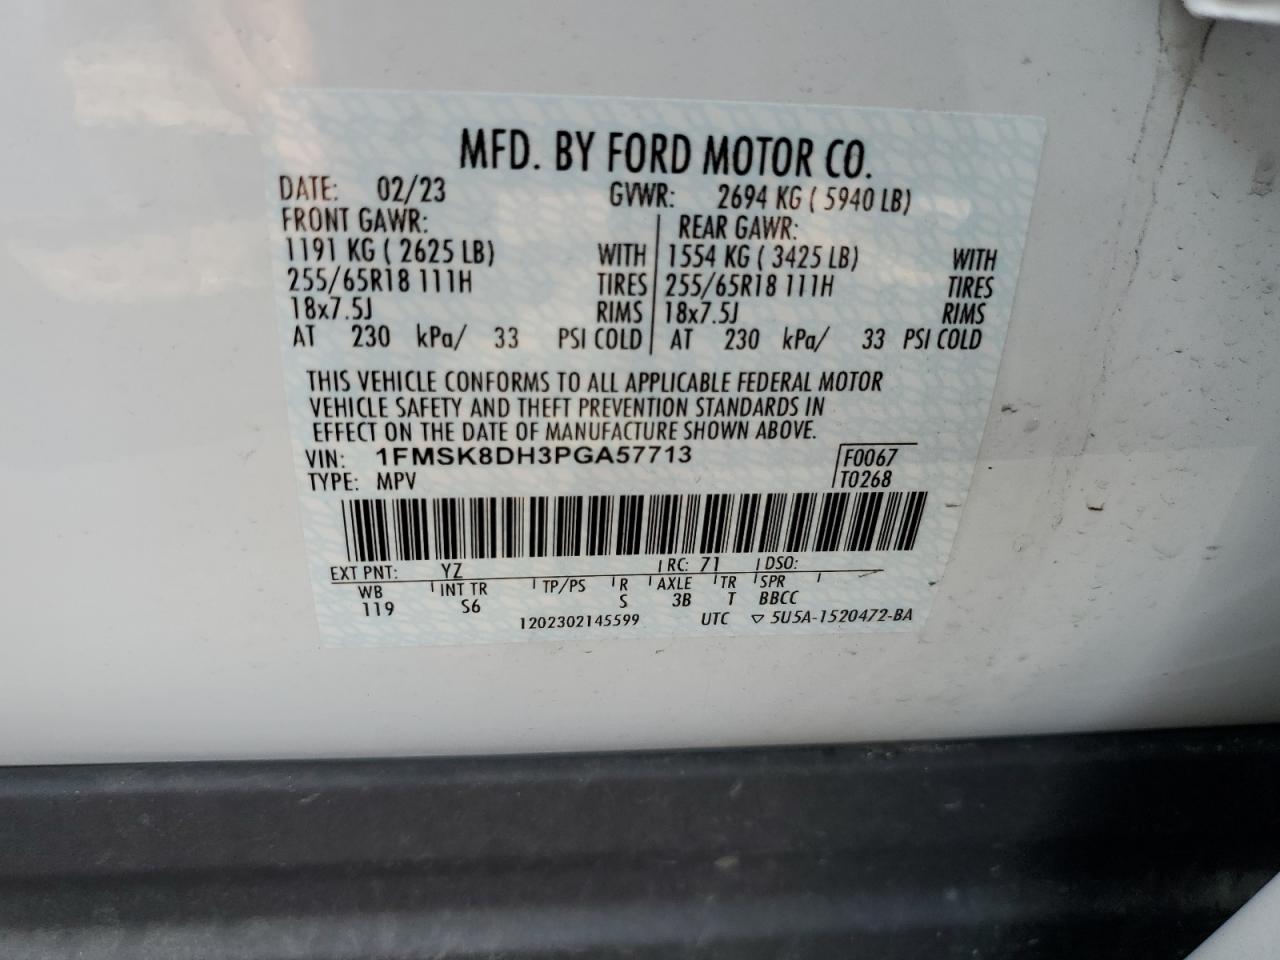 MFD. BY FORD MOTOR CO.
DATE: 02/23 GVWR: 2694 KG ( 5940 LB)
FRONT GAWR: REAR GAWR:
1191 KG ( 2625 LB) WITH 1554 KG ( 3425 LB) WITH
255/65R18 111H TIRES 255/65R18 111H TIRES
18x7.5J RIMS 18x7.5J RIMS
AT 230 kPa/ 33 PSI COLD AT 230 kPa/ 33 PSI COLD
THIS VEHICLE CONFORMS TO ALL APPLICABLE FEDERAL MOTOR
VEHICLE SAFETY AND THEFT PREVENTION STANDARDS IN
EFFECT ON THE DATE OF MANUFACTURE SHOWN ABOVE.
VIN: 1FMSK8DH3PGA57713 F0067
TYPE: MPV T0268
EXT PNT: YZ RC: 71 DSO:
WB INT TR TP/PS R AXLE TR SPR
119 S6 S 3B T BBCC
1202302145599 UTC ▽ 5U5A-1520472-BA